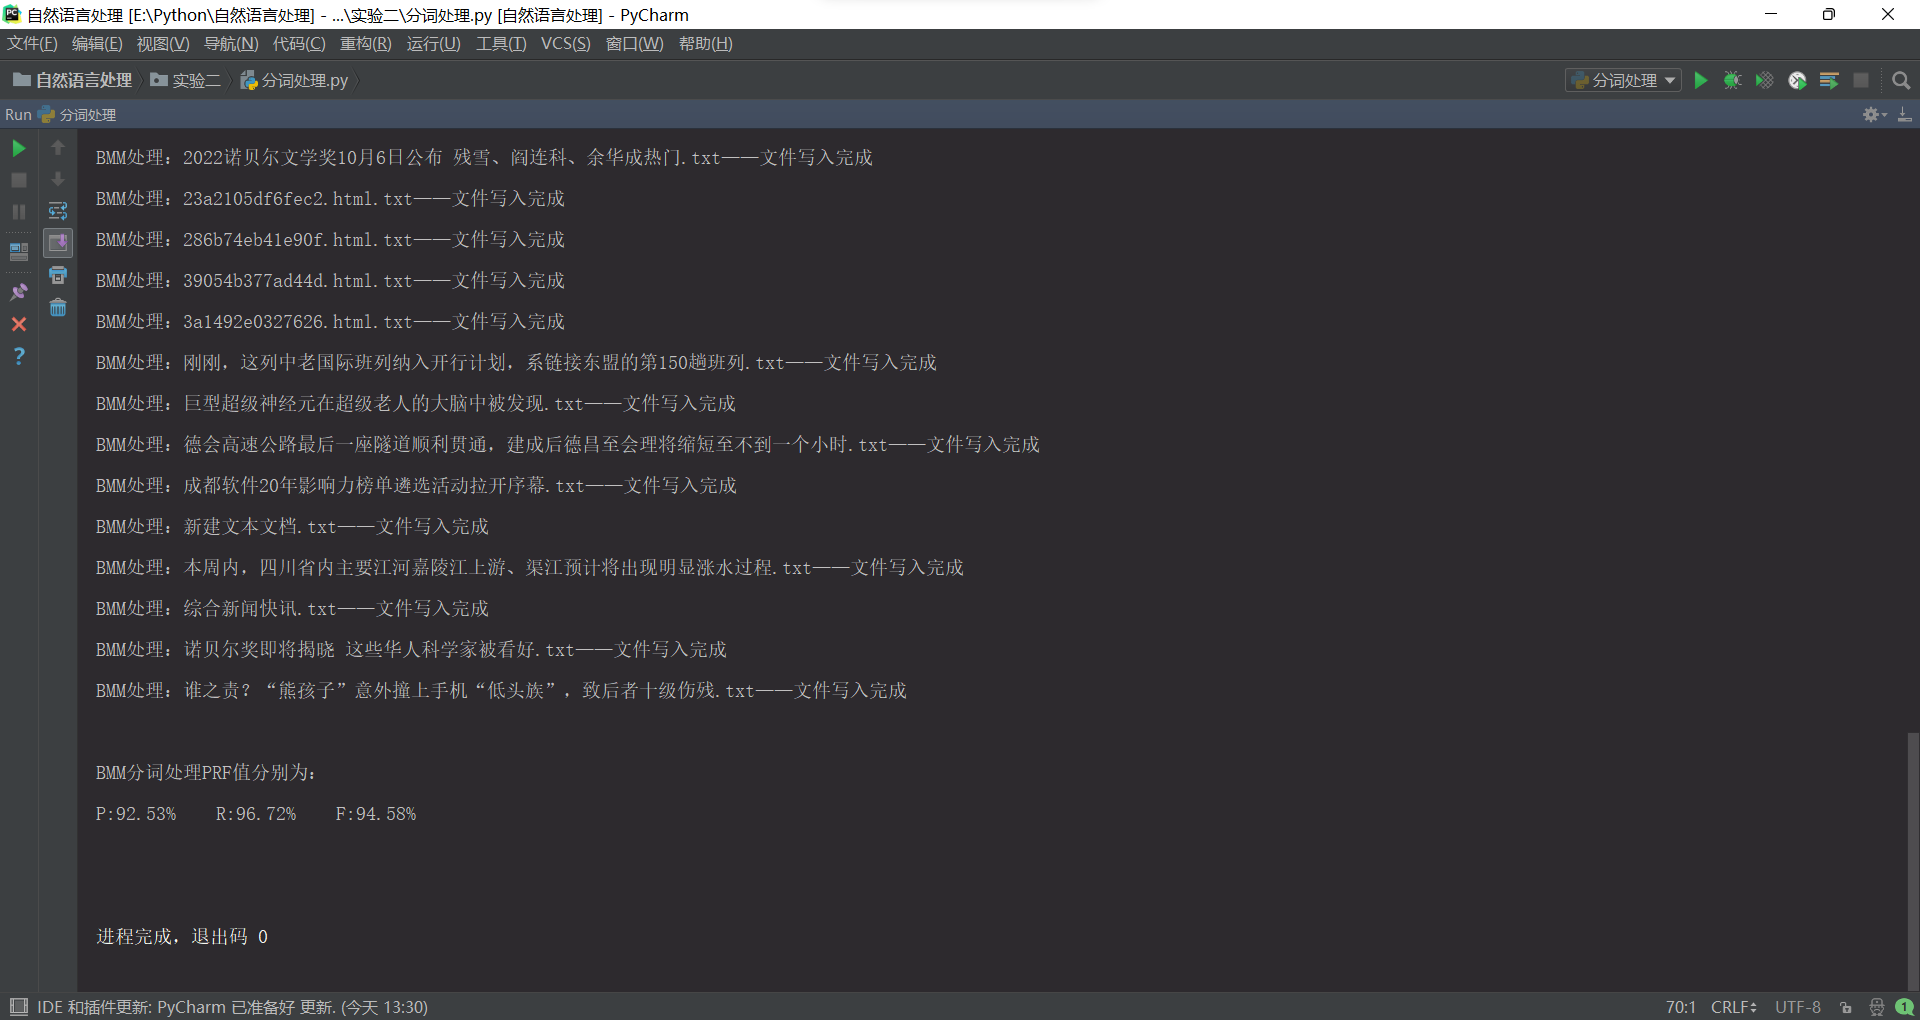 自然语言处理 [E:\Python\自然语言处理] - ...\实验二\分词处理.py [自然语言处理] - PyCharm
文件(F) 编辑(E) 视图(V) 导航(N) 代码(C) 重构(R) 运行(U) 工具(T) VCS(S) 窗口(W) 帮助(H)
自然语言处理 实验二 分词处理.py 分词处理
Run 分词处理
BMM处理：2022诺贝尔文学奖10月6日公布 残雪、阎连科、余华成热门.txt——文件写入完成
BMM处理：23a2105df6fec2.html.txt——文件写入完成
BMM处理：286b74eb41e90f.html.txt——文件写入完成
BMM处理：39054b377ad44d.html.txt——文件写入完成
BMM处理：3a1492e0327626.html.txt——文件写入完成
BMM处理：刚刚，这列中老国际班列纳入开行计划，系链接东盟的第150趟班列.txt——文件写入完成
BMM处理：巨型超级神经元在超级老人的大脑中被发现.txt——文件写入完成
BMM处理：德会高速公路最后一座隧道顺利贯通，建成后德昌至会理将缩短至不到一个小时.txt——文件写入完成
BMM处理：成都软件20年影响力榜单遴选活动拉开序幕.txt——文件写入完成
BMM处理：新建文本文档.txt——文件写入完成
BMM处理：本周内，四川省内主要江河嘉陵江上游、渠江预计将出现明显涨水过程.txt——文件写入完成
BMM处理：综合新闻快讯.txt——文件写入完成
BMM处理：诺贝尔奖即将揭晓 这些华人科学家被看好.txt——文件写入完成
BMM处理：谁之责？“熊孩子”意外撞上手机“低头族”，致后者十级伤残.txt——文件写入完成
BMM分词处理PRF值分别为：
P:92.53%    R:96.72%    F:94.58%
进程完成，退出码 0
IDE 和插件更新: PyCharm 已准备好 更新. (今天 13:30) 70:1 CRLF UTF-8 1